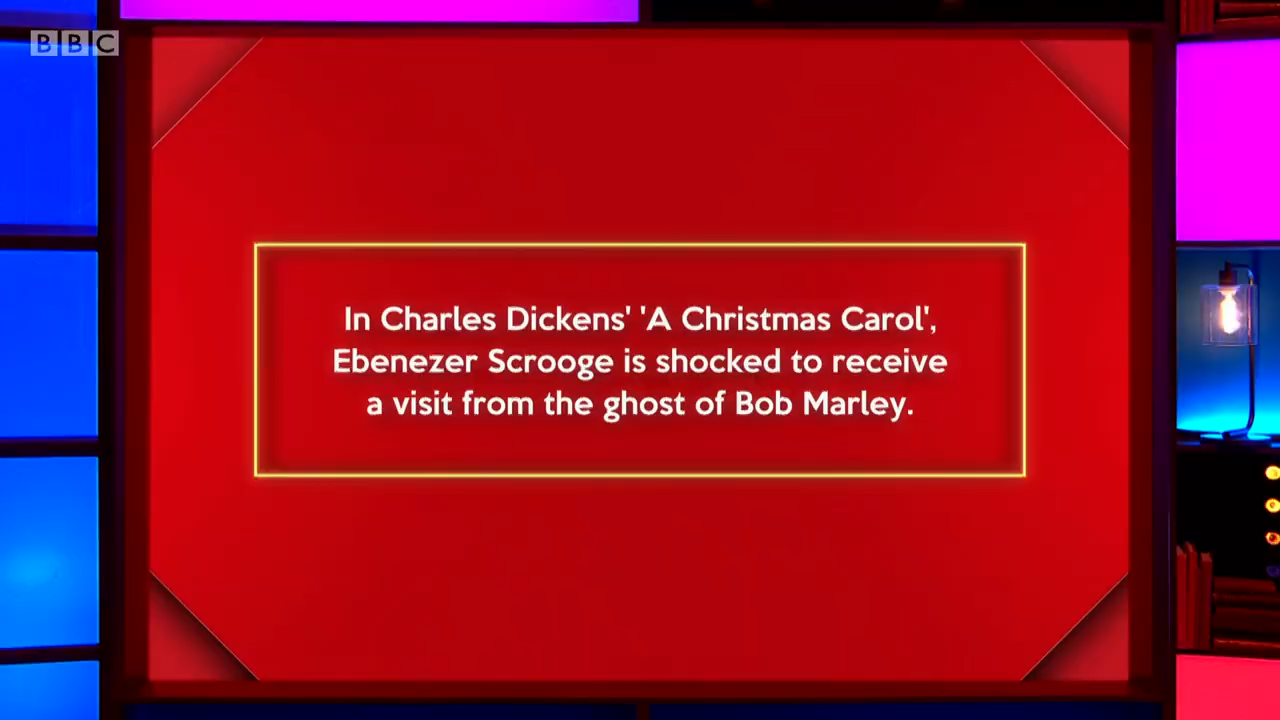 BBC
In Charles Dickens' 'A Christmas Carol',
Ebenezer Scrooge is shocked to receive
a visit from the ghost of Bob Marley.